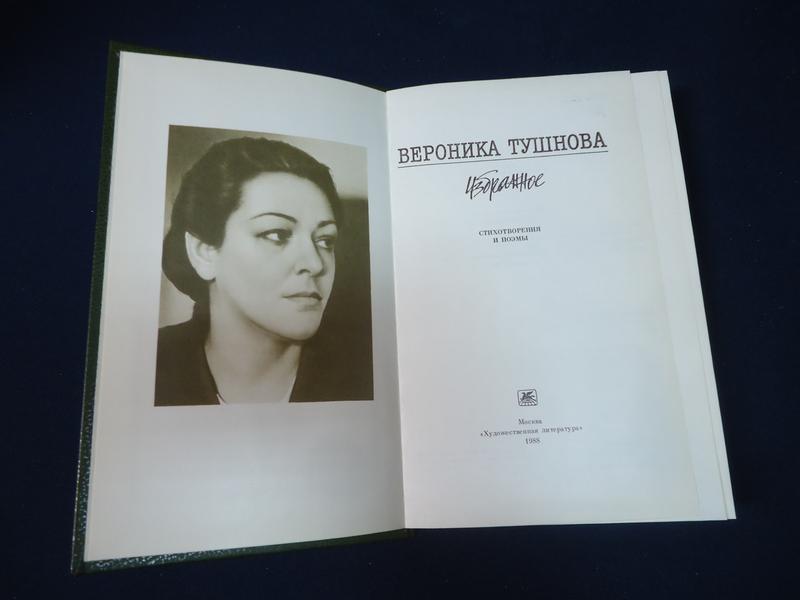 ВЕРОНИКА ТУШНОВА
Избранное
СТИХОТВОРЕНИЯ
И ПОЭМЫ
Москва
«Художественная литература»
1988